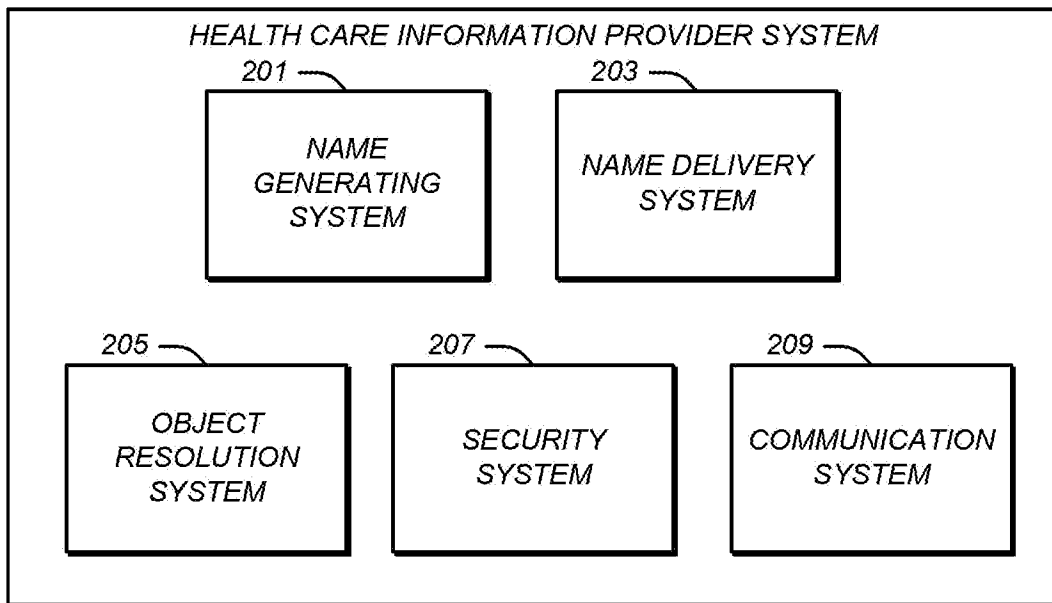 HEALTH CARE INFORMATION PROVIDER SYSTEM
201
203
NAME
GENERATING
SYSTEM
NAME DELIVERY
SYSTEM
205
207
209
OBJECT
RESOLUTION
SYSTEM
SECURITY
SYSTEM
COMMUNICATION
SYSTEM